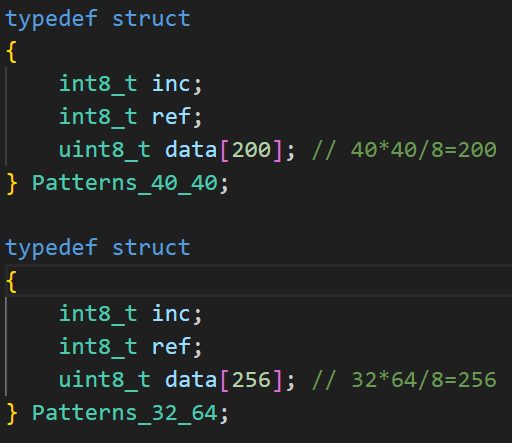 typedef struct
{
    int8_t inc;
    int8_t ref;
    uint8_t data[200]; // 40*40/8=200
} Patterns_40_40;

typedef struct
{
    int8_t inc;
    int8_t ref;
    uint8_t data[256]; // 32*64/8=256
} Patterns_32_64;